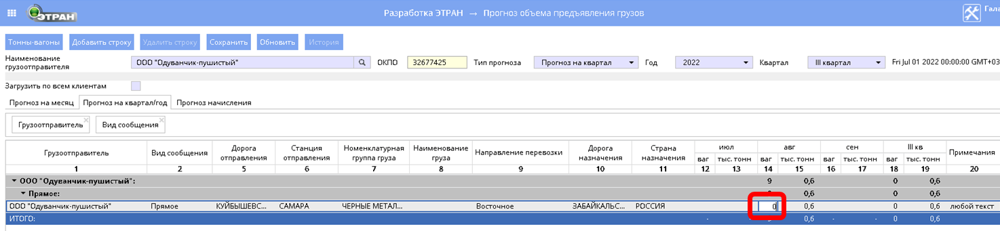 ЭТРАН Разработка ЭТРАН → Прогноз объема предъявления грузов Гала
Тонны-вагоны Добавить строку Удалить строку Сохранить Обновить История
Наименование грузоотправителя ООО "Одуванчик-пушистый" ОКПО 32677425 Тип прогноза Прогноз на квартал Год 2022 Квартал III квартал Fri Jul 01 2022 00:00:00 GMT+03
Загрузить по всем клиентам
Прогноз на месяц Прогноз на квартал/год Прогноз начисления
Грузоотправитель Вид сообщения
Грузоотправитель Вид сообщения Дорога отправления Станция отправления Номенклатурная группа груза Наименование груза Направление перевозки Дорога назначения Страна назначения июл авг сен III кв Примечания
ваг тыс. тонн ваг тыс. тонн ваг тыс. тонн ваг тыс. тонн
1 2 5 6 7 8 9 10 11 12 13 14 15 16 17 18 19 20
ООО "Одуванчик-пушистый": 9 0,6 0 0,6
Прямое: 0,6 0 0,6
ООО "Одуванчик-пушистый" Прямое КУЙБЫШЕВС... САМАРА ЧЕРНЫЕ МЕТАЛ... Восточное ЗАБАЙКАЛЬС... РОССИЯ 0 0,6 0 0,6 любой текст
ИТОГО: - - 0,6 - - 0 0,6